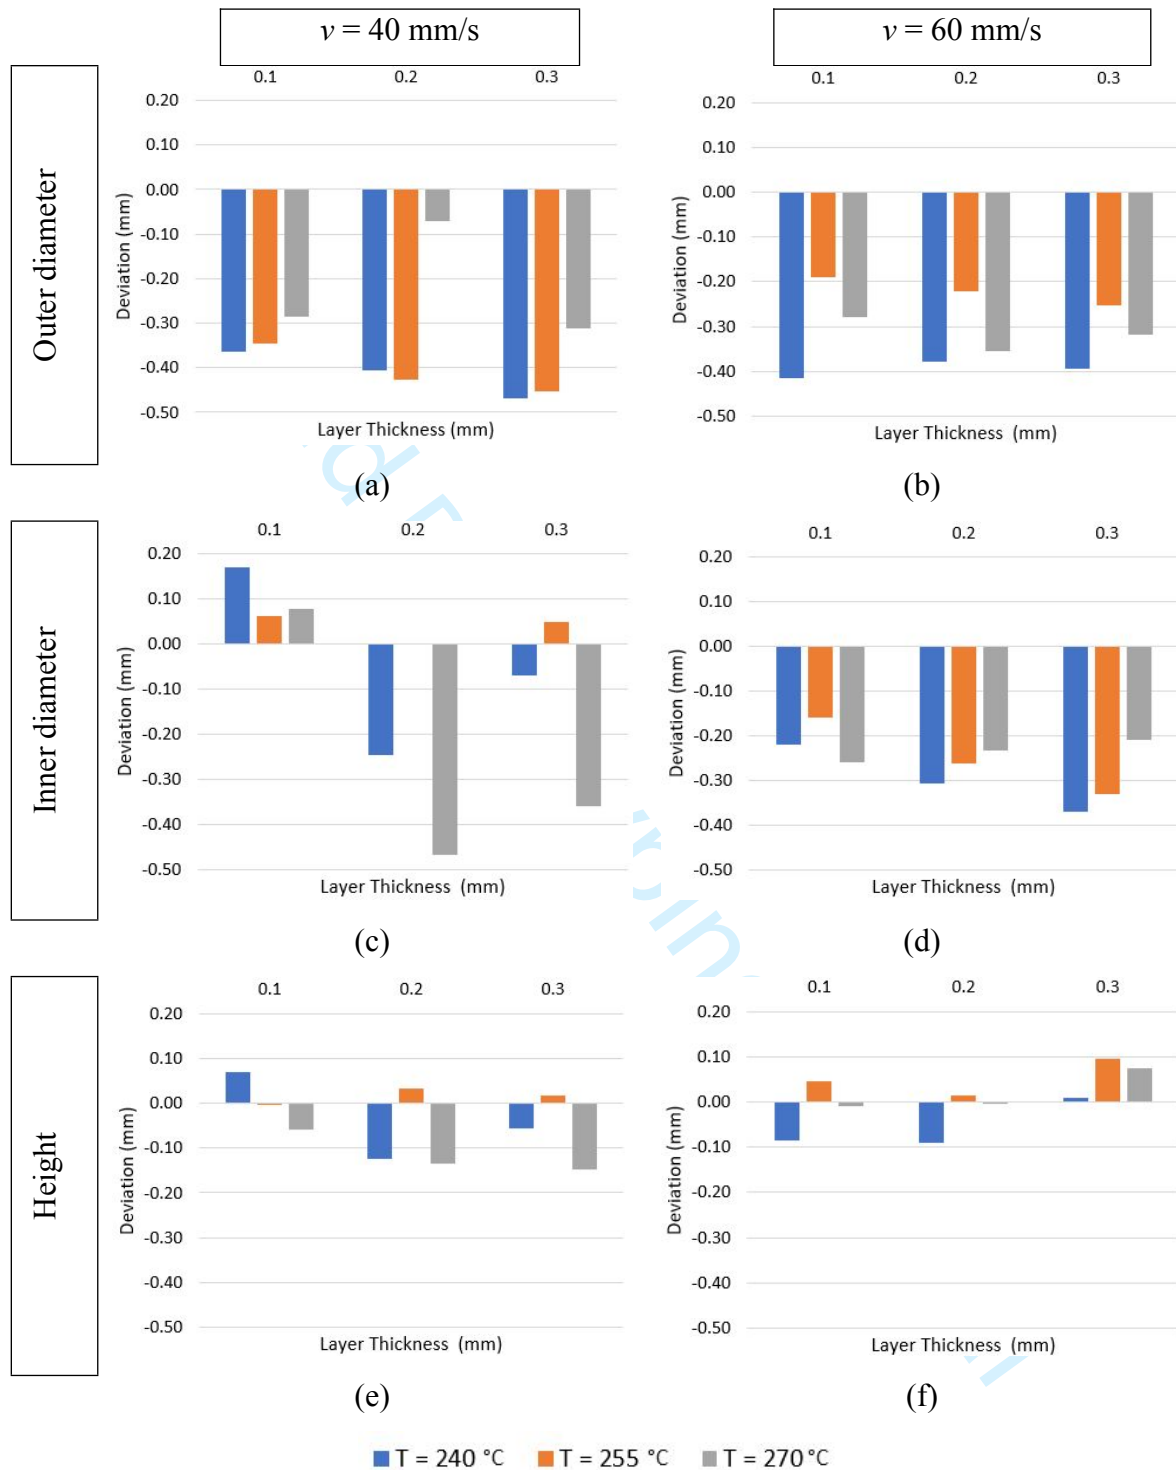 v = 40 mm/s
v = 60 mm/s
Outer diameter
0.1 0.2 0.3
0.20
0.10
0.00
-0.10
-0.20
-0.30
-0.40
-0.50
Deviation (mm)
Layer Thickness (mm)
(a)
0.1 0.2 0.3
0.20
0.10
0.00
-0.10
-0.20
-0.30
-0.40
-0.50
Deviation (mm)
Layer Thickness (mm)
(b)
Inner diameter
0.1 0.2 0.3
0.20
0.10
0.00
-0.10
-0.20
-0.30
-0.40
-0.50
Deviation (mm)
Layer Thickness (mm)
(c)
0.1 0.2 0.3
0.20
0.10
0.00
-0.10
-0.20
-0.30
-0.40
-0.50
Deviation (mm)
Layer Thickness (mm)
(d)
Height
0.1 0.2 0.3
0.20
0.10
0.00
-0.10
-0.20
-0.30
-0.40
-0.50
Deviation (mm)
Layer Thickness (mm)
(e)
0.1 0.2 0.3
0.20
0.10
0.00
-0.10
-0.20
-0.30
-0.40
-0.50
Deviation (mm)
Layer Thickness (mm)
(f)
T = 240 °C T = 255 °C T = 270 °C